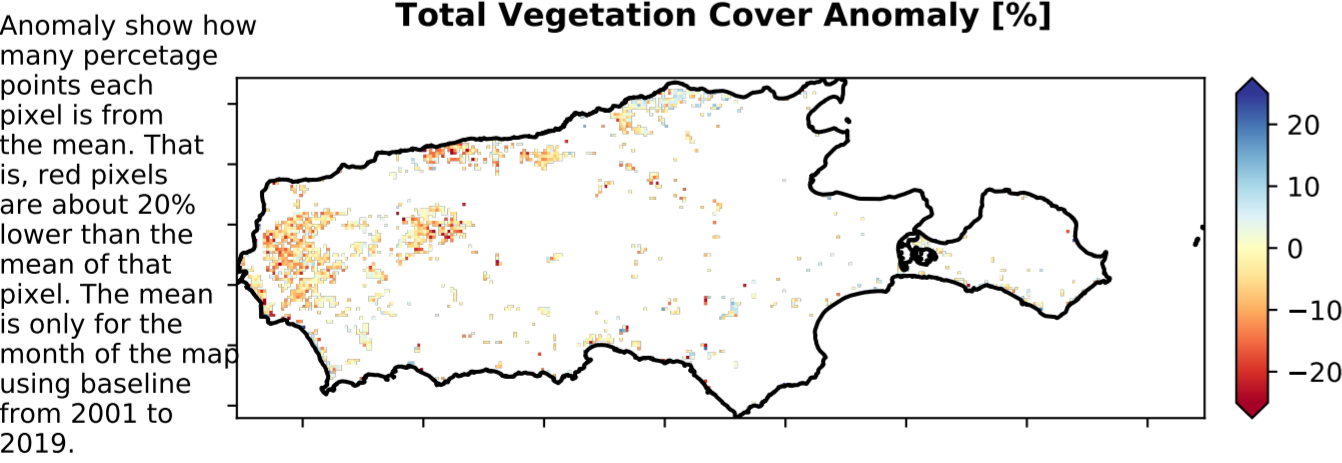 Total Vegetation Cover Anomaly [%]
Anomaly show how
many percetage
points each
pixel is from
the mean. That
is, red pixels
are about 20%
lower than the
mean of that
pixel. The mean
is only for the
month of the map
using baseline
from 2001 to
2019.
20
10
0
−10
−20